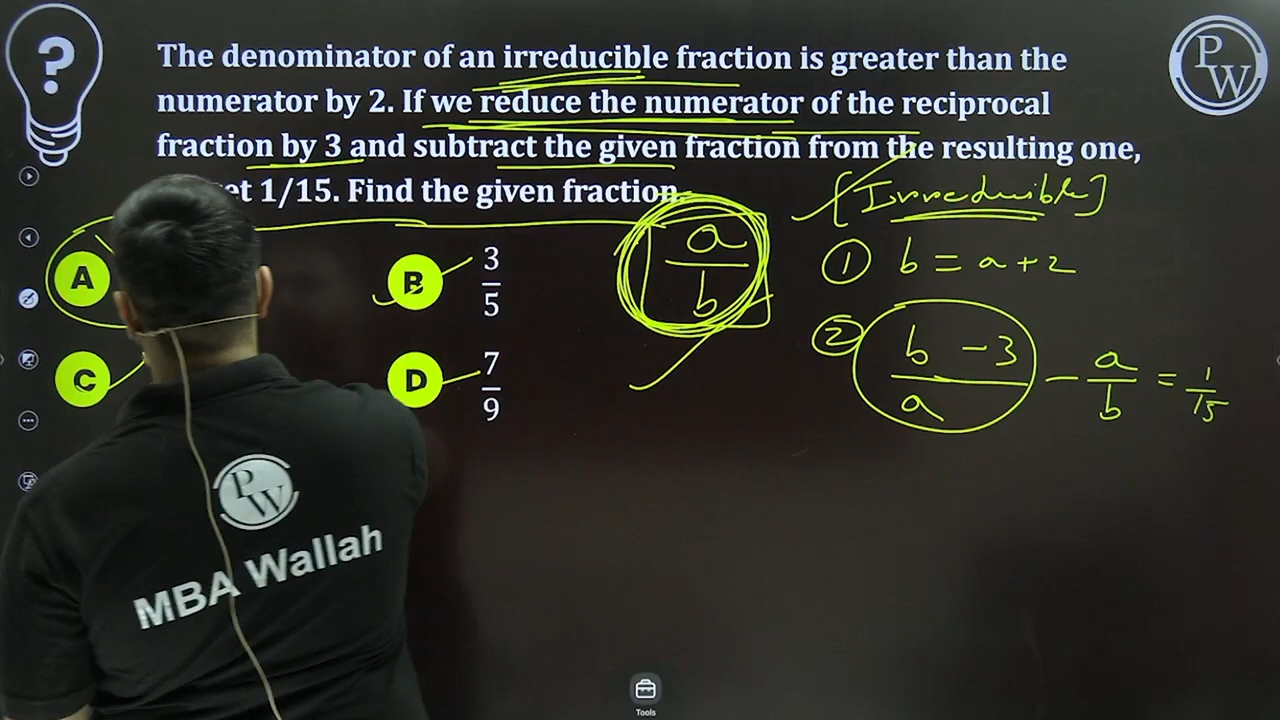 The denominator of an irreducible fraction is greater than the
numerator by 2. If we reduce the numerator of the reciprocal
fraction by 3 and subtract the given fraction from the resulting one,
et 1/15. Find the given fraction.
P
W
[Irreducible]
A
B 3/5
a/b
① b = a+2
C
D 7/9
② b - 3/a - a/b = 1/15
PW
MBA Wallah
Tools